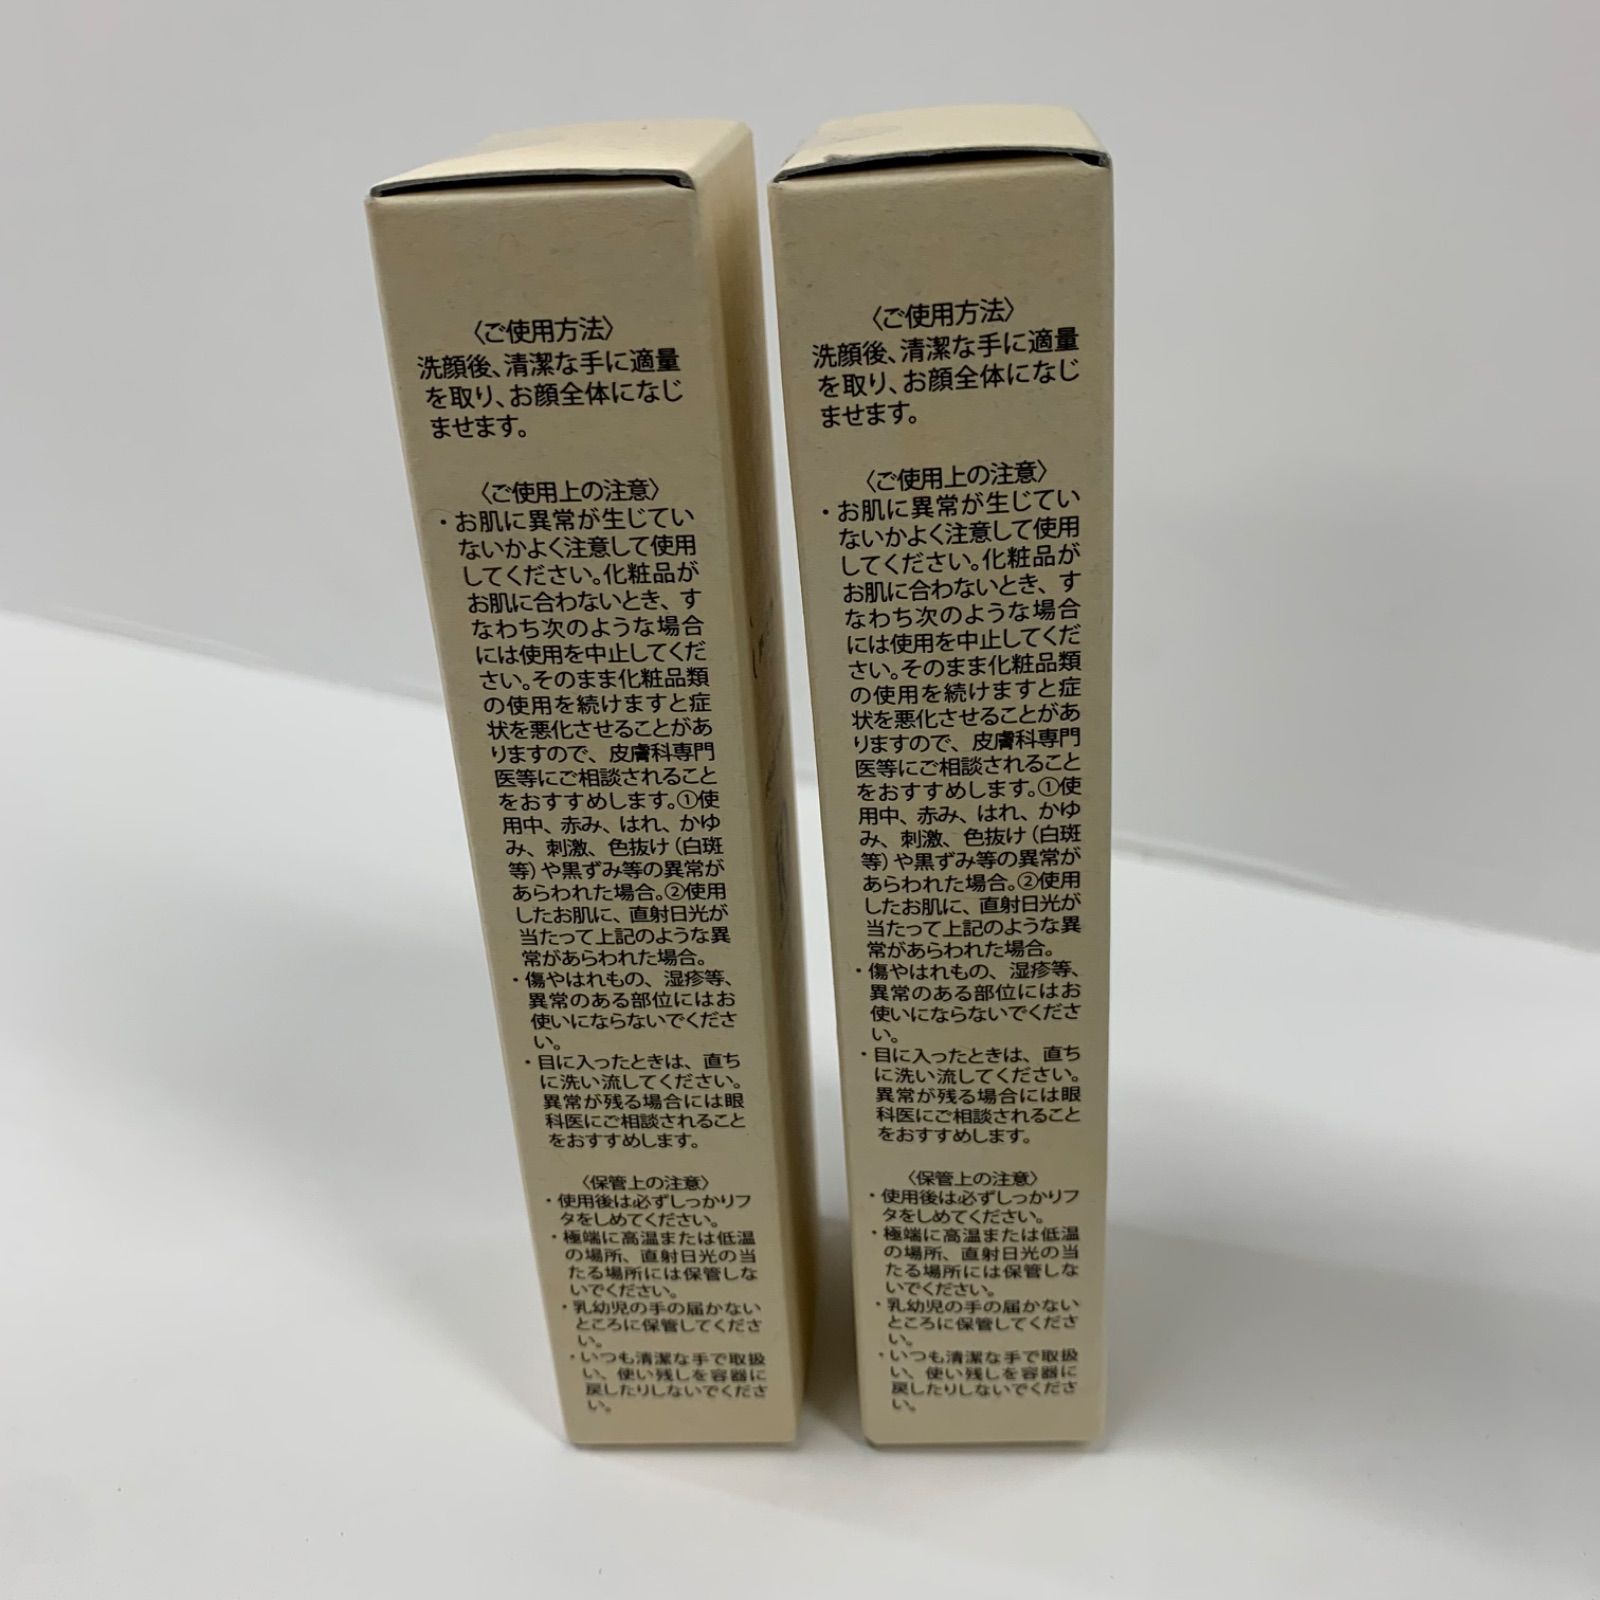 〈ご使用方法〉
洗顔後、清潔な手に適量
を取り、お顔全体になじ
ませます。
〈ご使用上の注意〉
・お肌に異常が生じてい
ないかよく注意して使用
してください。化粧品が
お肌に合わないとき、す
なわち次のような場合
には使用を中止してくだ
さい。そのまま化粧品類
の使用を続けますと症
状を悪化させることがあ
りますので、皮膚科専門
医等にご相談されること
をおすすめします。①使
用中、赤み、はれ、かゆ
み、刺激、色抜け（白斑
等）や黒ずみ等の異常が
あらわれた場合。②使用
したお肌に、直射日光が
当たって上記のような異
常があらわれた場合。
・傷やはれもの、湿疹等、
異常のある部位にはお
使いにならないでくださ
い。
・目に入ったときは、直ち
に洗い流してください。
異常が残る場合には眼
科医にご相談されること
をおすすめします。
〈保管上の注意〉
・使用後は必ずしっかりフ
タをしめてください。
・極端に高温または低温
の場所、直射日光の当
たる場所には保管しな
いでください。
・乳幼児の手の届かない
ところに保管してくださ
い。
・いつも清潔な手で取扱
い、使い残しを容器に
戻したりしないでくださ
い。
〈ご使用方法〉
洗顔後、清潔な手に適量
を取り、お顔全体になじ
ませます。
〈ご使用上の注意〉
・お肌に異常が生じてい
ないかよく注意して使用
してください。化粧品が
お肌に合わないとき、す
なわち次のような場合
には使用を中止してくだ
さい。そのまま化粧品類
の使用を続けますと症
状を悪化させることがあ
りますので、皮膚科専門
医等にご相談されること
をおすすめします。①使
用中、赤み、はれ、かゆ
み、刺激、色抜け（白斑
等）や黒ずみ等の異常が
あらわれた場合。②使用
したお肌に、直射日光が
当たって上記のような異
常があらわれた場合。
・傷やはれもの、湿疹等、
異常のある部位にはお
使いにならないでくださ
い。
・目に入ったときは、直ち
に洗い流してください。
異常が残る場合には眼
科医にご相談されること
をおすすめします。
〈保管上の注意〉
・使用後は必ずしっかりフ
タをしめてください。
・極端に高温または低温
の場所、直射日光の当
たる場所には保管しな
いでください。
・乳幼児の手の届かない
ところに保管してくださ
い。
・いつも清潔な手で取扱
い、使い残しを容器に
戻したりしないでくださ
い。